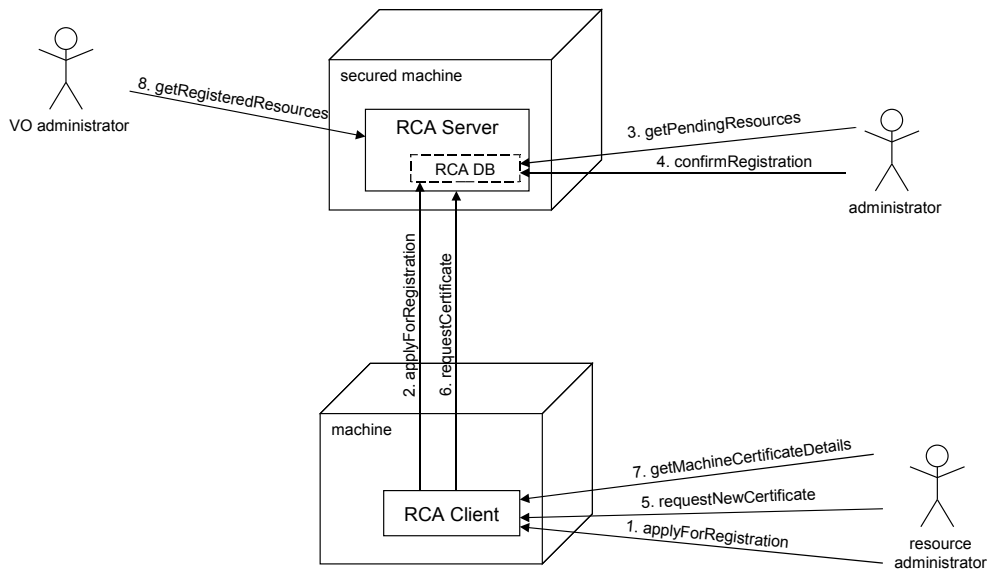 secured machine
8. getRegisteredResources
VO administrator
RCA Server
3. getPendingResources
RCA DB
4. confirmRegistration
administrator
2. applyForRegistration
6. requestCertificate
machine
7. getMachineCertificateDetails
RCA Client
5. requestNewCertificate
1. applyForRegistration
resource
administrator